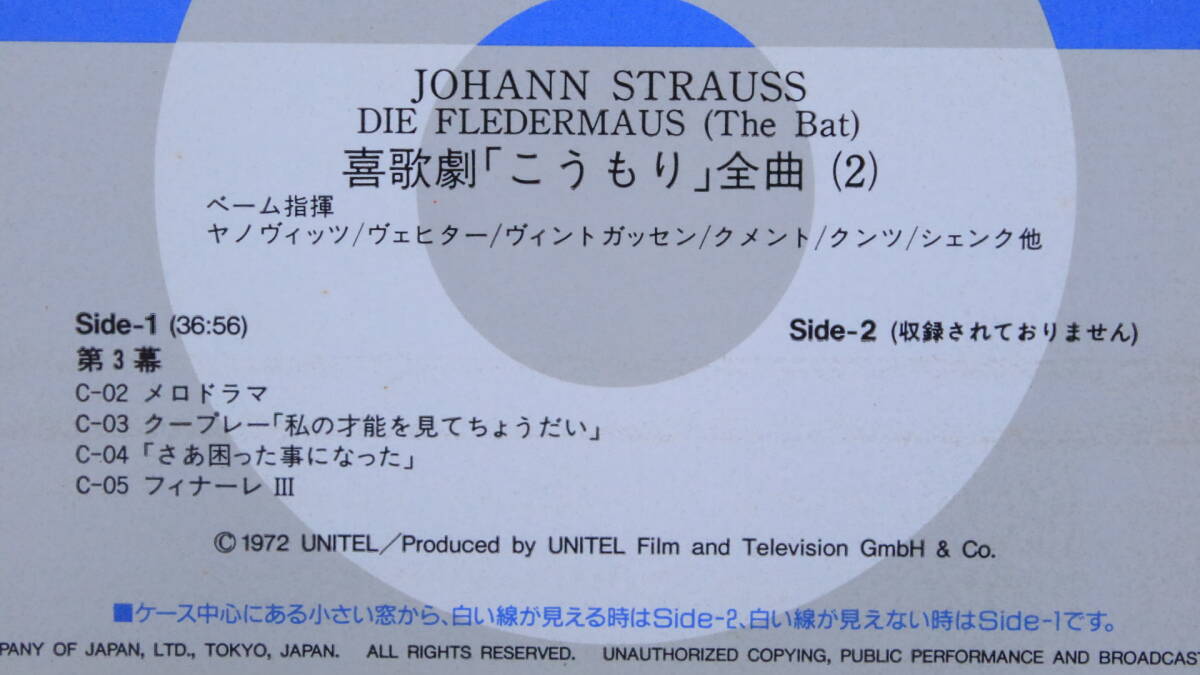 JOHANN STRAUSS
DIE FLEDERMAUS (The Bat)
喜歌劇「こうもり」全曲 (2)
ベーム指揮
ヤノヴィッツ/ヴェヒター/ヴィントガッセン/クメント/クンツ/シェンク他
Side-1 (36:56)
第3幕
C-02 メロドラマ
C-03 クープレー「私の才能を見てちょうだい」
C-04「さあ困った事になった」
C-05 フィナーレ III
Side-2 (収録されておりません)
© 1972 UNITEL/Produced by UNITEL Film and Television GmbH & Co.
■ケース中心にある小さい窓から、白い線が見える時はSide-2、白い線が見えない時はSide-1です。
PANY OF JAPAN, LTD., TOKYO, JAPAN. ALL RIGHTS RESERVED. UNAUTHORIZED COPYING, PUBLIC PERFORMANCE AND BROADCAST